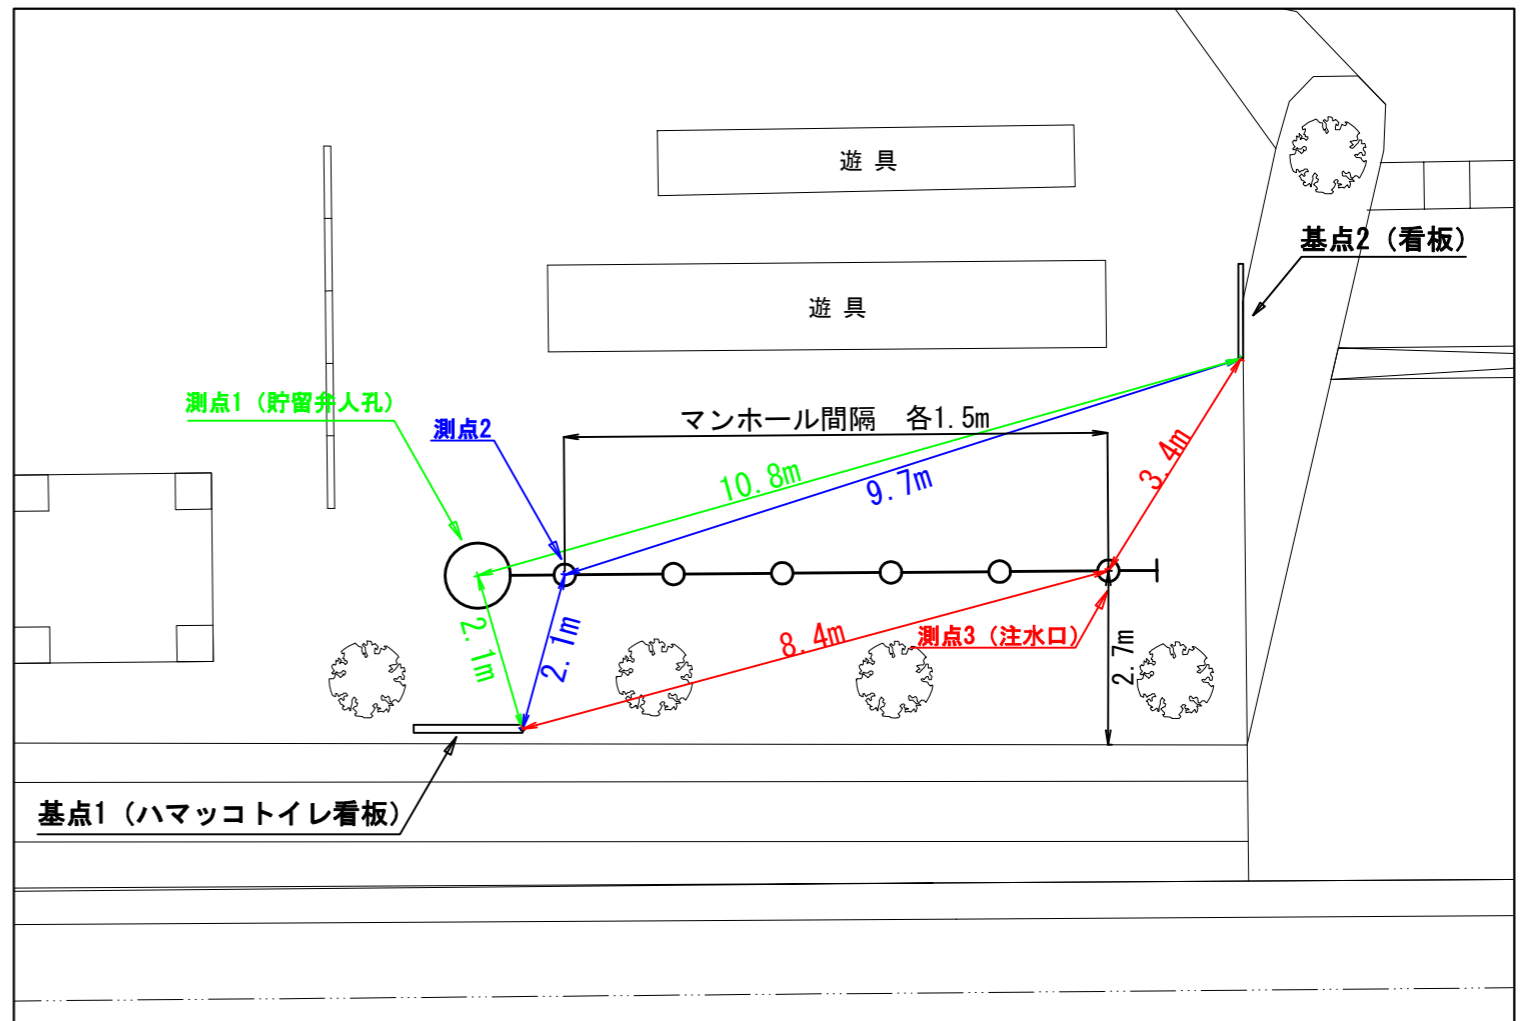 遊 具
基点2（看板）
遊 具
測点1（貯留弁人孔）
測点2
マンホール間隔　各1.5m
10.8m
9.7m
3.4m
2.1m
2.1m
8.4m
測点3（注水口）
2.7m
基点1（ハマッコトイレ看板）